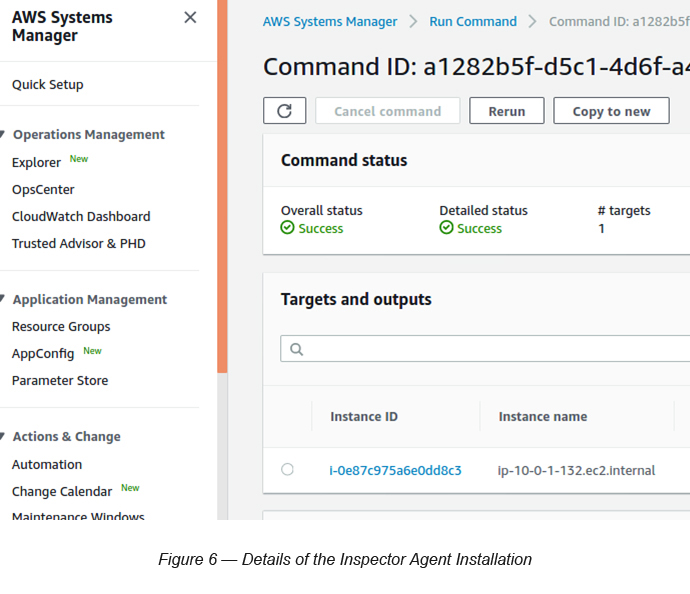 AWS Systems
Manager
Quick Setup
Operations Management
Explorer New
OpsCenter
CloudWatch Dashboard
Trusted Advisor & PHD
Application Management
Resource Groups
AppConfig New
Parameter Store
Actions & Change
Automation
Change Calendar New
Maintenance Windows
AWS Systems Manager > Run Command > Command ID: a1282b5f
Command ID: a1282b5f-d5c1-4d6f-a4
Cancel command Rerun Copy to new
Command status
Overall status Detailed status # targets
Success Success 1
Targets and outputs
Instance ID Instance name
i-0e87c975a6e0dd8c3 ip-10-0-1-132.ec2.internal
Figure 6 — Details of the Inspector Agent Installation